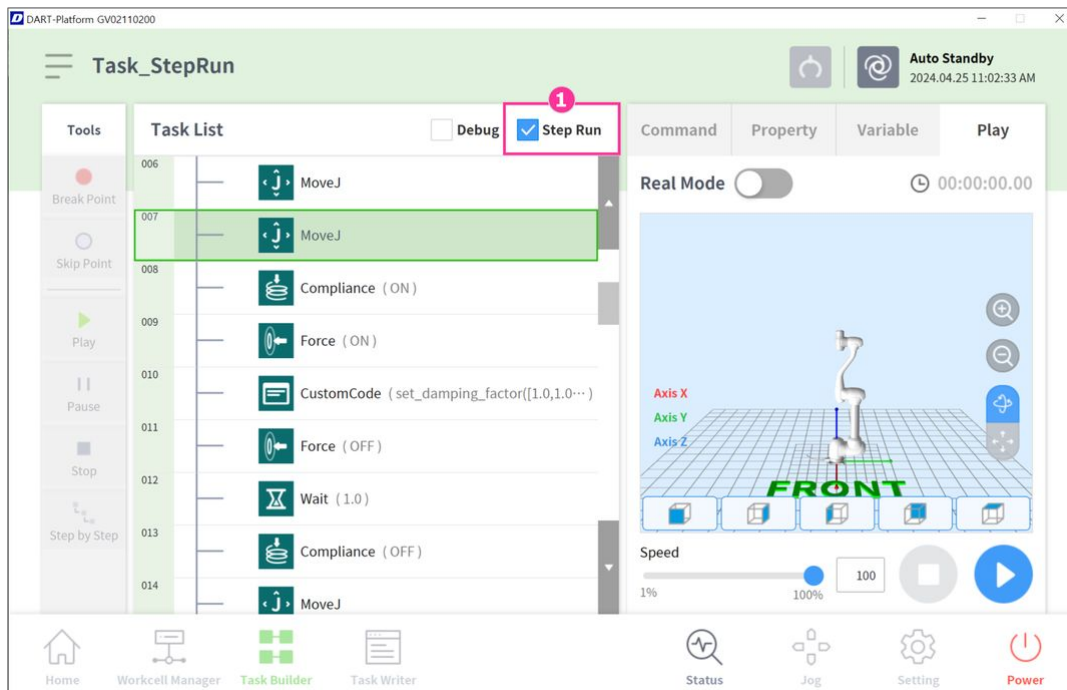 DART-Platform GV02110200
Task_StepRun
Auto Standby
2024.04.25 11:02:33 AM
1
Tools
Task List
Debug
Step Run
Command
Property
Variable
Play
Break Point
Skip Point
Play
Pause
Stop
Step by Step
006
MoveJ
007
MoveJ
008
Compliance (ON)
009
Force (ON)
010
CustomCode (set_damping_factor([1.0,1.0⋯)
011
Force (OFF)
012
Wait (1.0)
013
Compliance (OFF)
014
MoveJ
Real Mode
00:00:00.00
Axis X
Axis Y
Axis Z
FRONT
Speed
1%
100%
100
Home
Workcell Manager
Task Builder
Task Writer
Status
Jog
Setting
Power